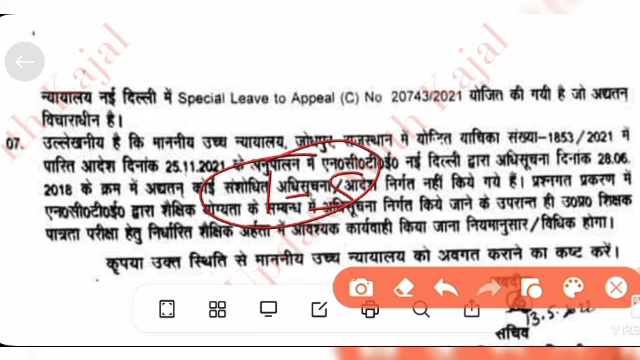 न्यायालय नई दिल्ली में Special Leave to Appeal (C) No 20743/2021 योजित की गयी है जो अद्यतन
विचाराधीन है।
07. उल्लेखनीय है कि माननीय उच्च न्यायालय, जोधपुर, राजस्थान में योजित याचिका संख्या-1853/2021 में
पारित आदेश दिनांक 25.11.2021 के अनुपालन में एन0सी0टी0ई0 नई दिल्ली द्वारा अधिसूचना दिनांक 28.06.
2018 के क्रम में अद्यतन कोई संशोधित अधिसूचना/आदेश निर्गत नहीं किये गये हैं। प्रश्नगत प्रकरण में
एन0सी0टी0ई0 द्वारा शैक्षिक योग्यता के सम्बन्ध में अधिसूचना निर्गत किये जाने के उपरान्त ही उ0प्र0 शिक्षक
पात्रता परीक्षा हेतु निर्धारित शैक्षिक अर्हता में आवश्यक कार्यवाही किया जाना नियमानुसार/विधिक होगा।
कृपया उक्त स्थिति से माननीय उच्च न्यायालय को अवगत कराने का कष्ट करें।
13.5.2022
सचिव